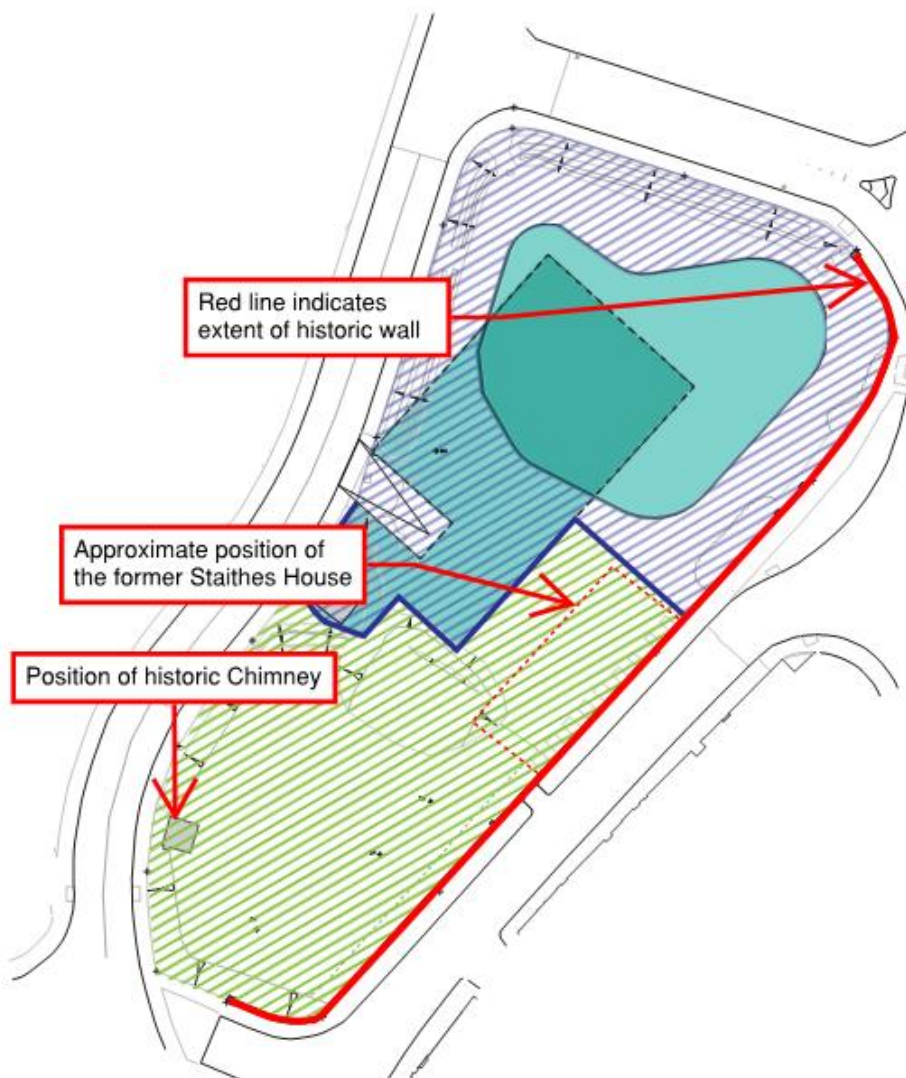 Red line indicates
extent of historic wall
Approximate position of
the former Staithes House
Position of historic Chimney